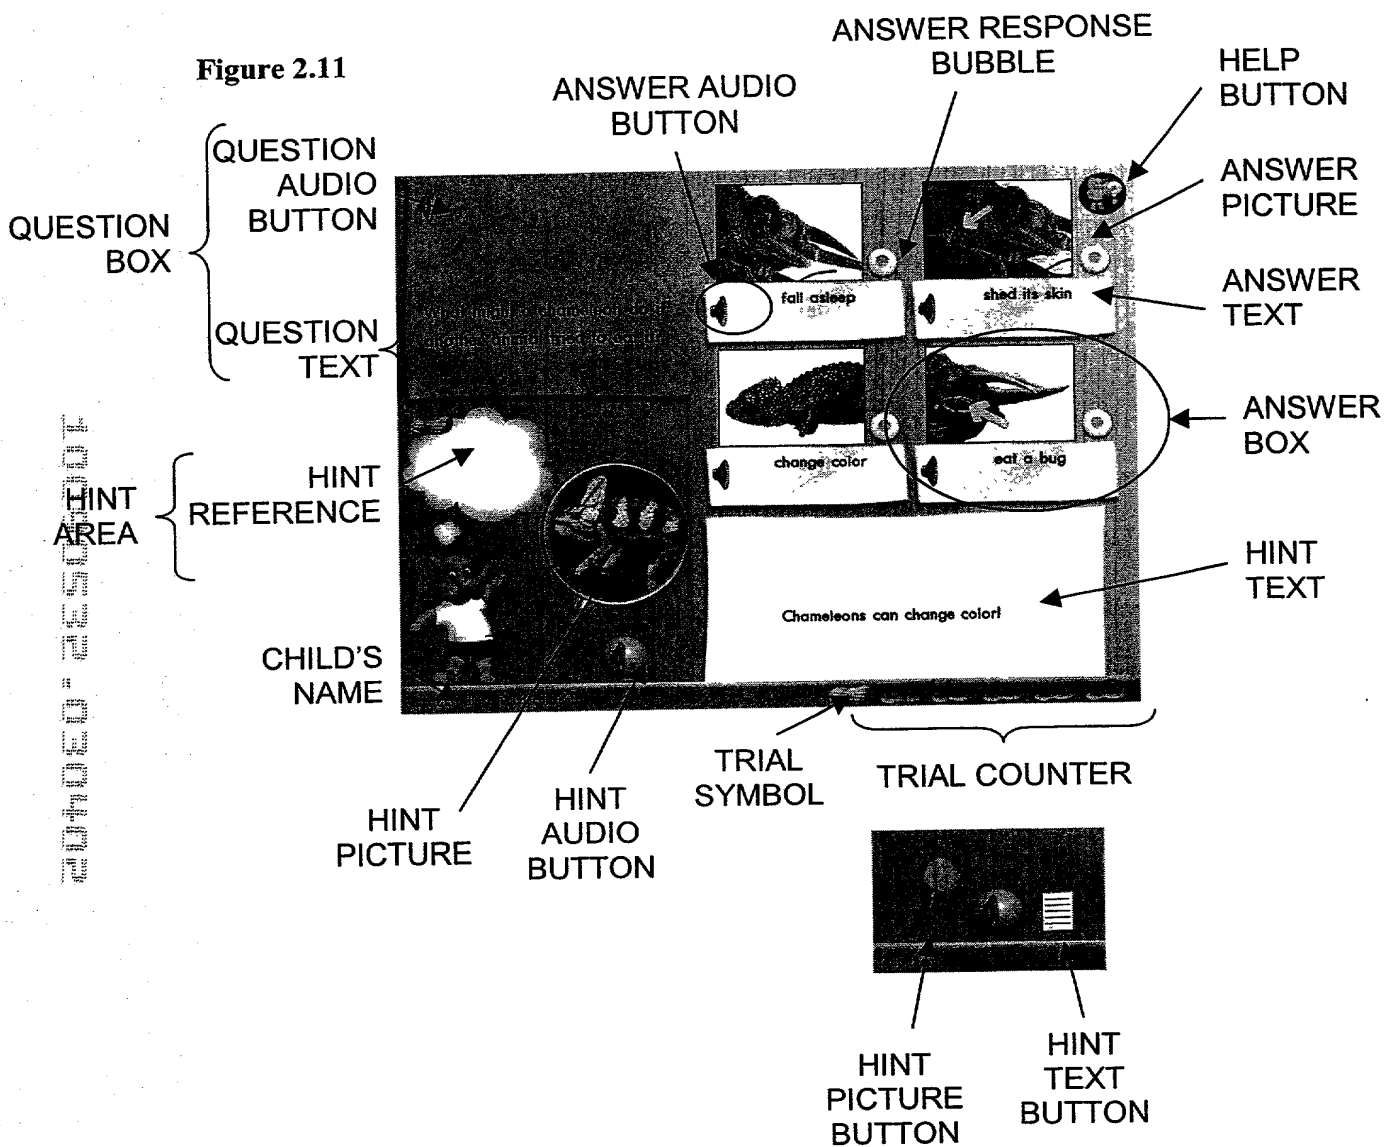 Figure 2.11
ANSWER RESPONSE
BUBBLE
HELP
BUTTON
ANSWER AUDIO
BUTTON
QUESTION
AUDIO
BUTTON
ANSWER
PICTURE
QUESTION
BOX
fall asleep
shed its skin
ANSWER
TEXT
QUESTION
TEXT
change color
eat a bug
ANSWER
BOX
HINT
REFERENCE
HINT
AREA
HINT
TEXT
Chameleons can change color!
CHILD'S
NAME
TRIAL
SYMBOL
TRIAL COUNTER
HINT
PICTURE
HINT
AUDIO
BUTTON
HINT
PICTURE
BUTTON
HINT
TEXT
BUTTON